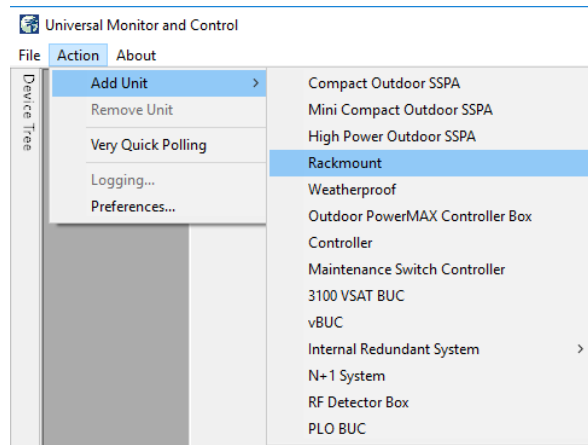 Universal Monitor and Control
File Action About
Device Tree
Add Unit
Remove Unit
Very Quick Polling
Logging...
Preferences...
Compact Outdoor SSPA
Mini Compact Outdoor SSPA
High Power Outdoor SSPA
Rackmount
Weatherproof
Outdoor PowerMAX Controller Box
Controller
Maintenance Switch Controller
3100 VSAT BUC
vBUC
Internal Redundant System
N+1 System
RF Detector Box
PLO BUC